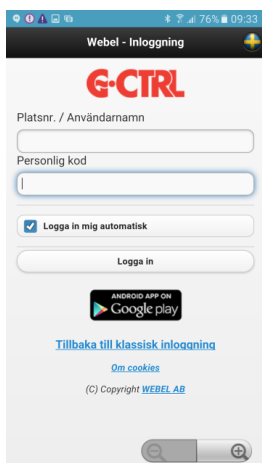 76% 09:33
Webel - Inloggning
G·CTRL
Platsnr. / Användarnamn
Personlig kod
Logga in mig automatisk
Logga in
ANDROID APP ON
Google play
Tillbaka till klassisk inloggning
Om cookies
(C) Copyright WEBEL AB